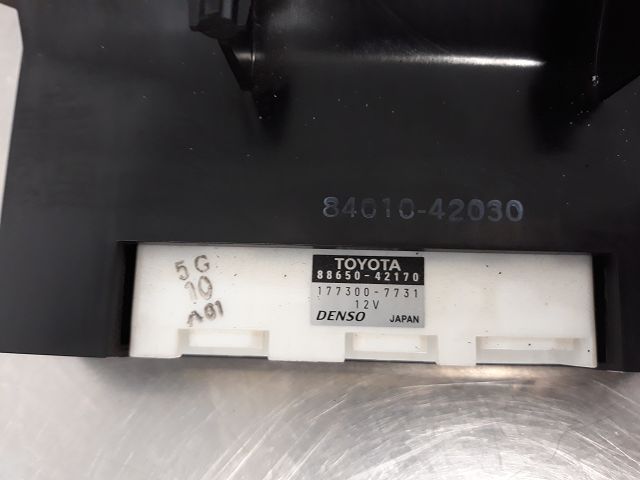 84010-42030
5G
10
A01
TOYOTA
88650-42170
177300-7731
12V
DENSO JAPAN